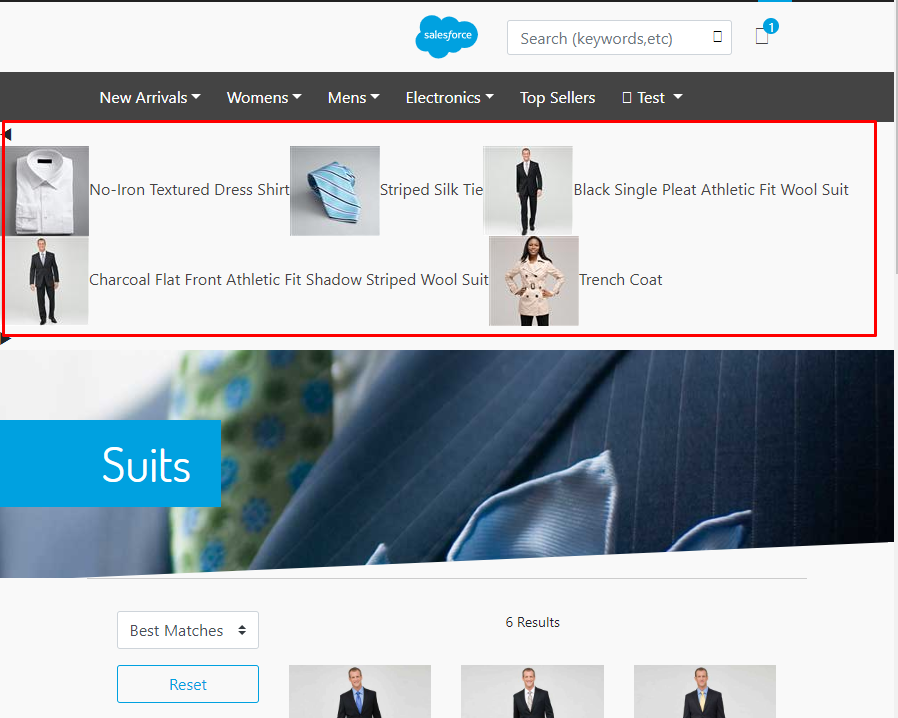 salesforce
Search (keywords,etc)
1
New Arrivals Womens Mens Electronics Top Sellers Test
No-Iron Textured Dress Shirt Striped Silk Tie Black Single Pleat Athletic Fit Wool Suit
Charcoal Flat Front Athletic Fit Shadow Striped Wool Suit Trench Coat
Suits
Best Matches
6 Results
Reset